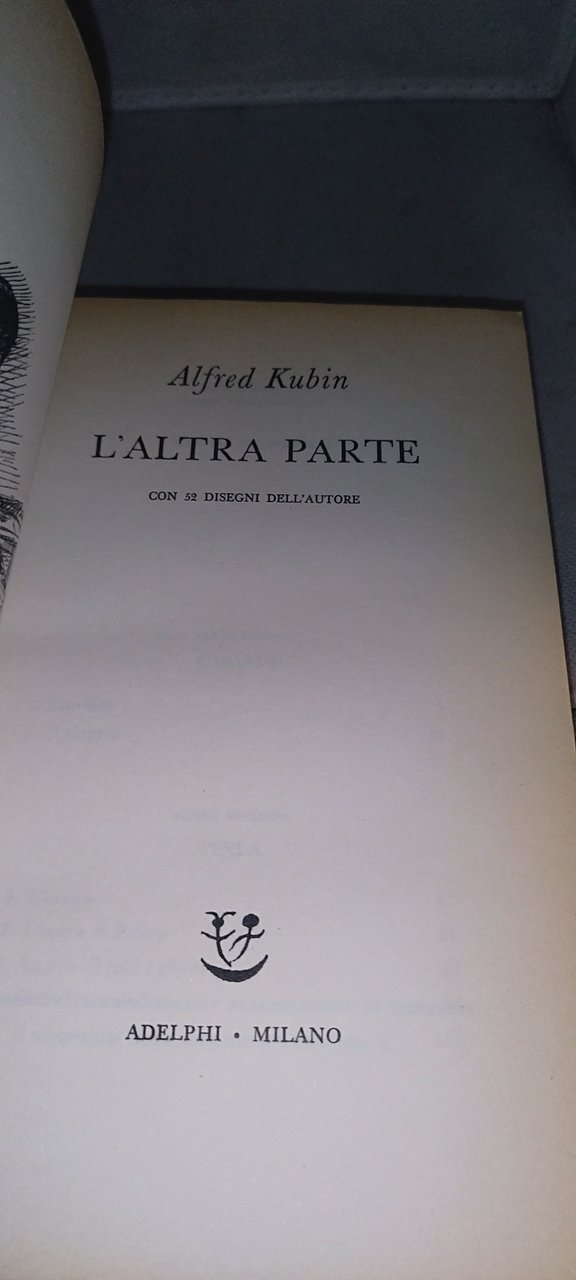 Alfred Kubin
L'ALTRA PARTE
CON 52 DISEGNI DELL'AUTORE
ADELPHI • MILANO